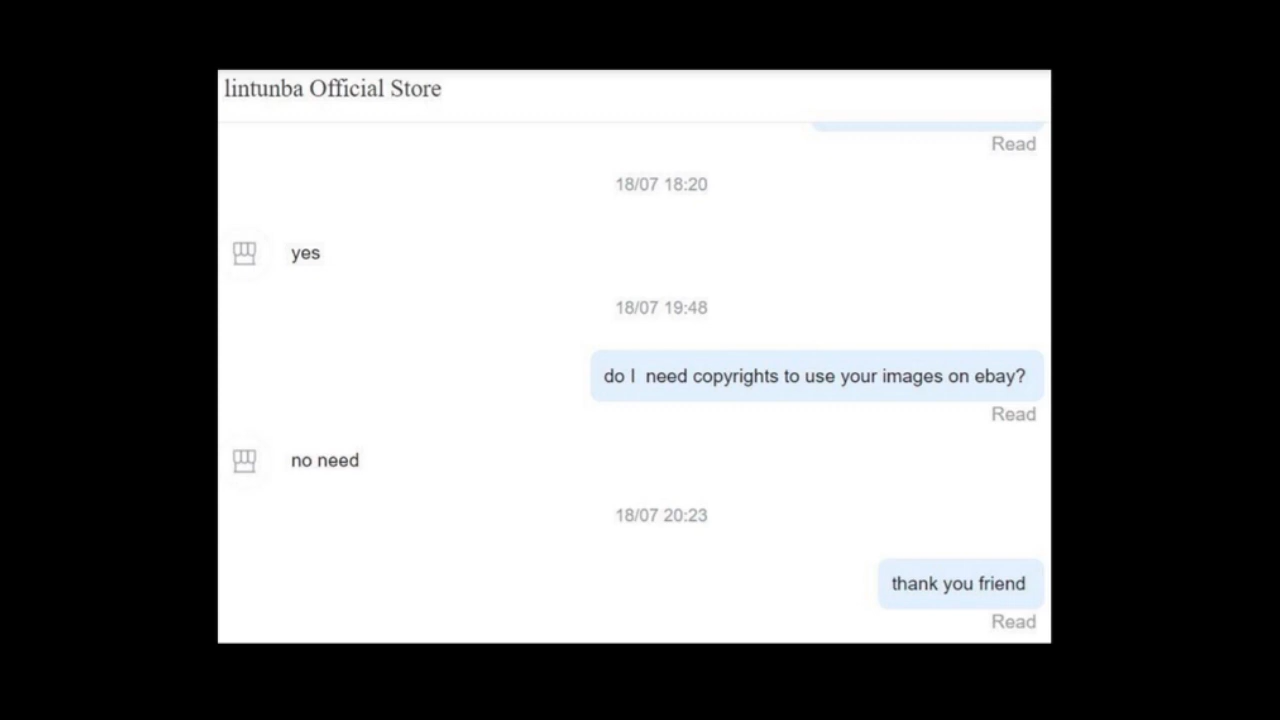 lintunba Official Store
Read
18/07 18:20
yes
18/07 19:48
do I  need copyrights to use your images on ebay?
Read
no need
18/07 20:23
thank you friend
Read